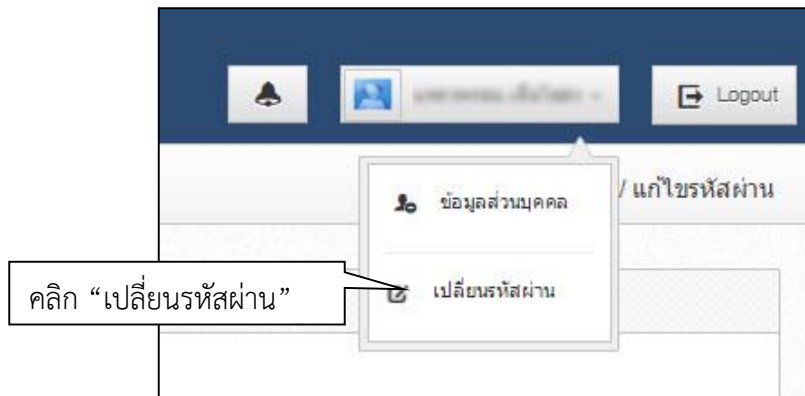 Logout
ข้อมูลส่วนบุคคล
/ แก้ไขรหัสผ่าน
คลิก “เปลี่ยนรหัสผ่าน”
เปลี่ยนรหัสผ่าน